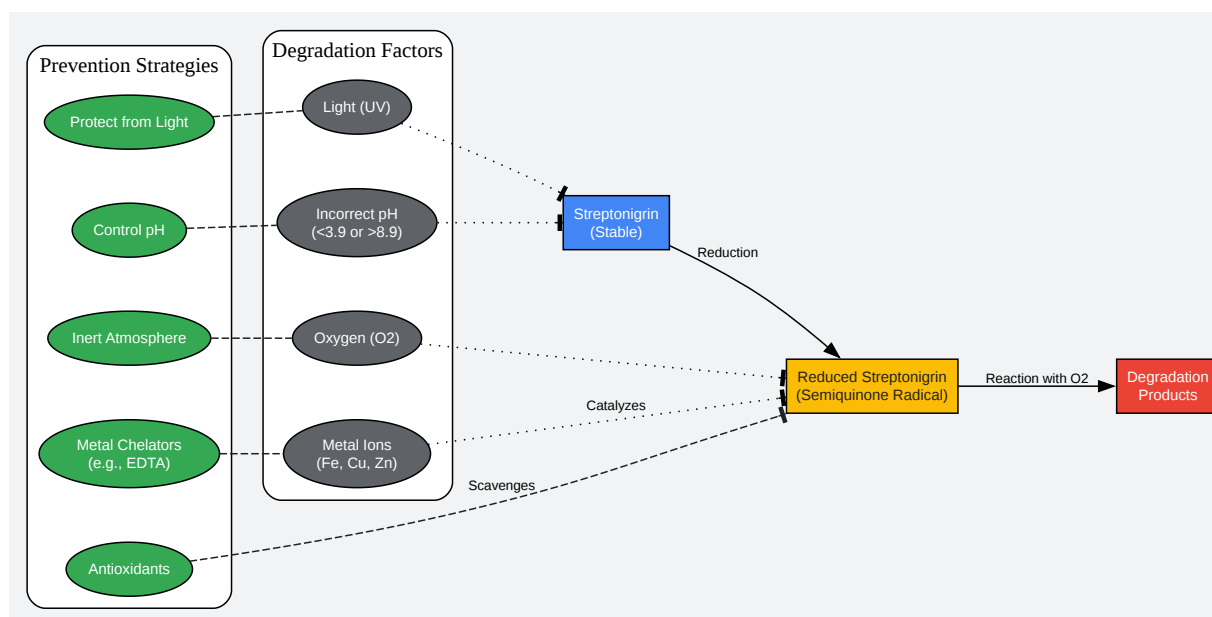 Prevention Strategies
Protect from Light
Control pH
Inert Atmosphere
Metal Chelators
(e.g., EDTA)
Antioxidants
Degradation Factors
Light (UV)
Incorrect pH
(<3.9 or >8.9)
Oxygen (O2)
Metal Ions
(Fe, Cu, Zn)
Catalyzes
Scavenges
Streptonigrin
(Stable)
Reduction
Reduced Streptonigrin
(Semiquinone Radical)
Reaction with O2
Degradation
Products